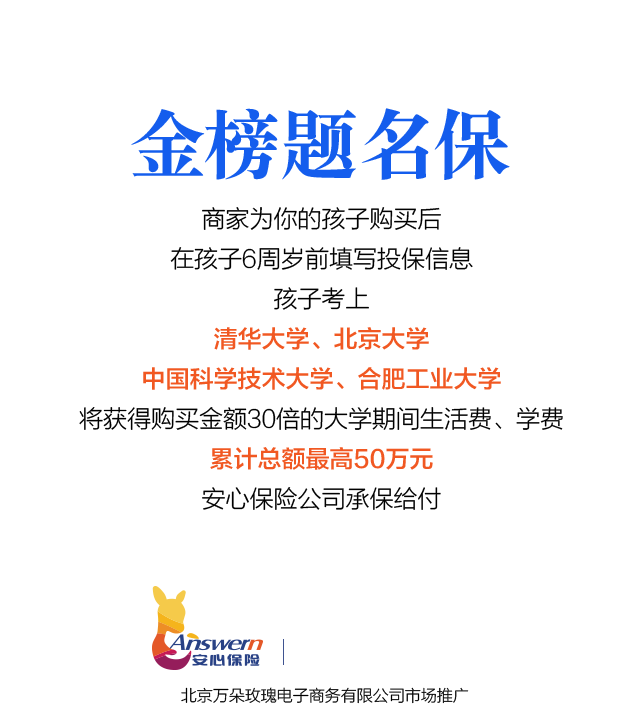 金榜题名保
商家为你的孩子购买后
在孩子6周岁前填写投保信息
孩子考上
清华大学、北京大学
中国科学技术大学、合肥工业大学
将获得购买金额30倍的大学期间生活费、学费
累计总额最高50万元
安心保险公司承保给付
Answern
安心保险
北京万朵玫瑰电子商务有限公司市场推广